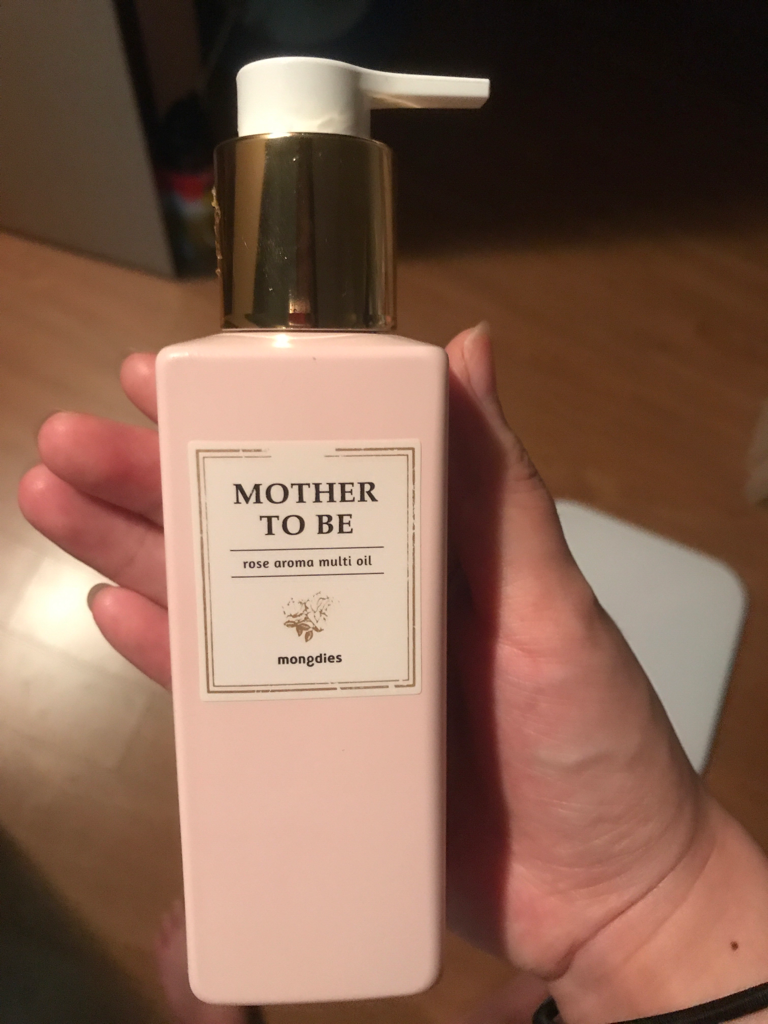 MOTHER
TO BE
rose aroma multi oil
mongdies